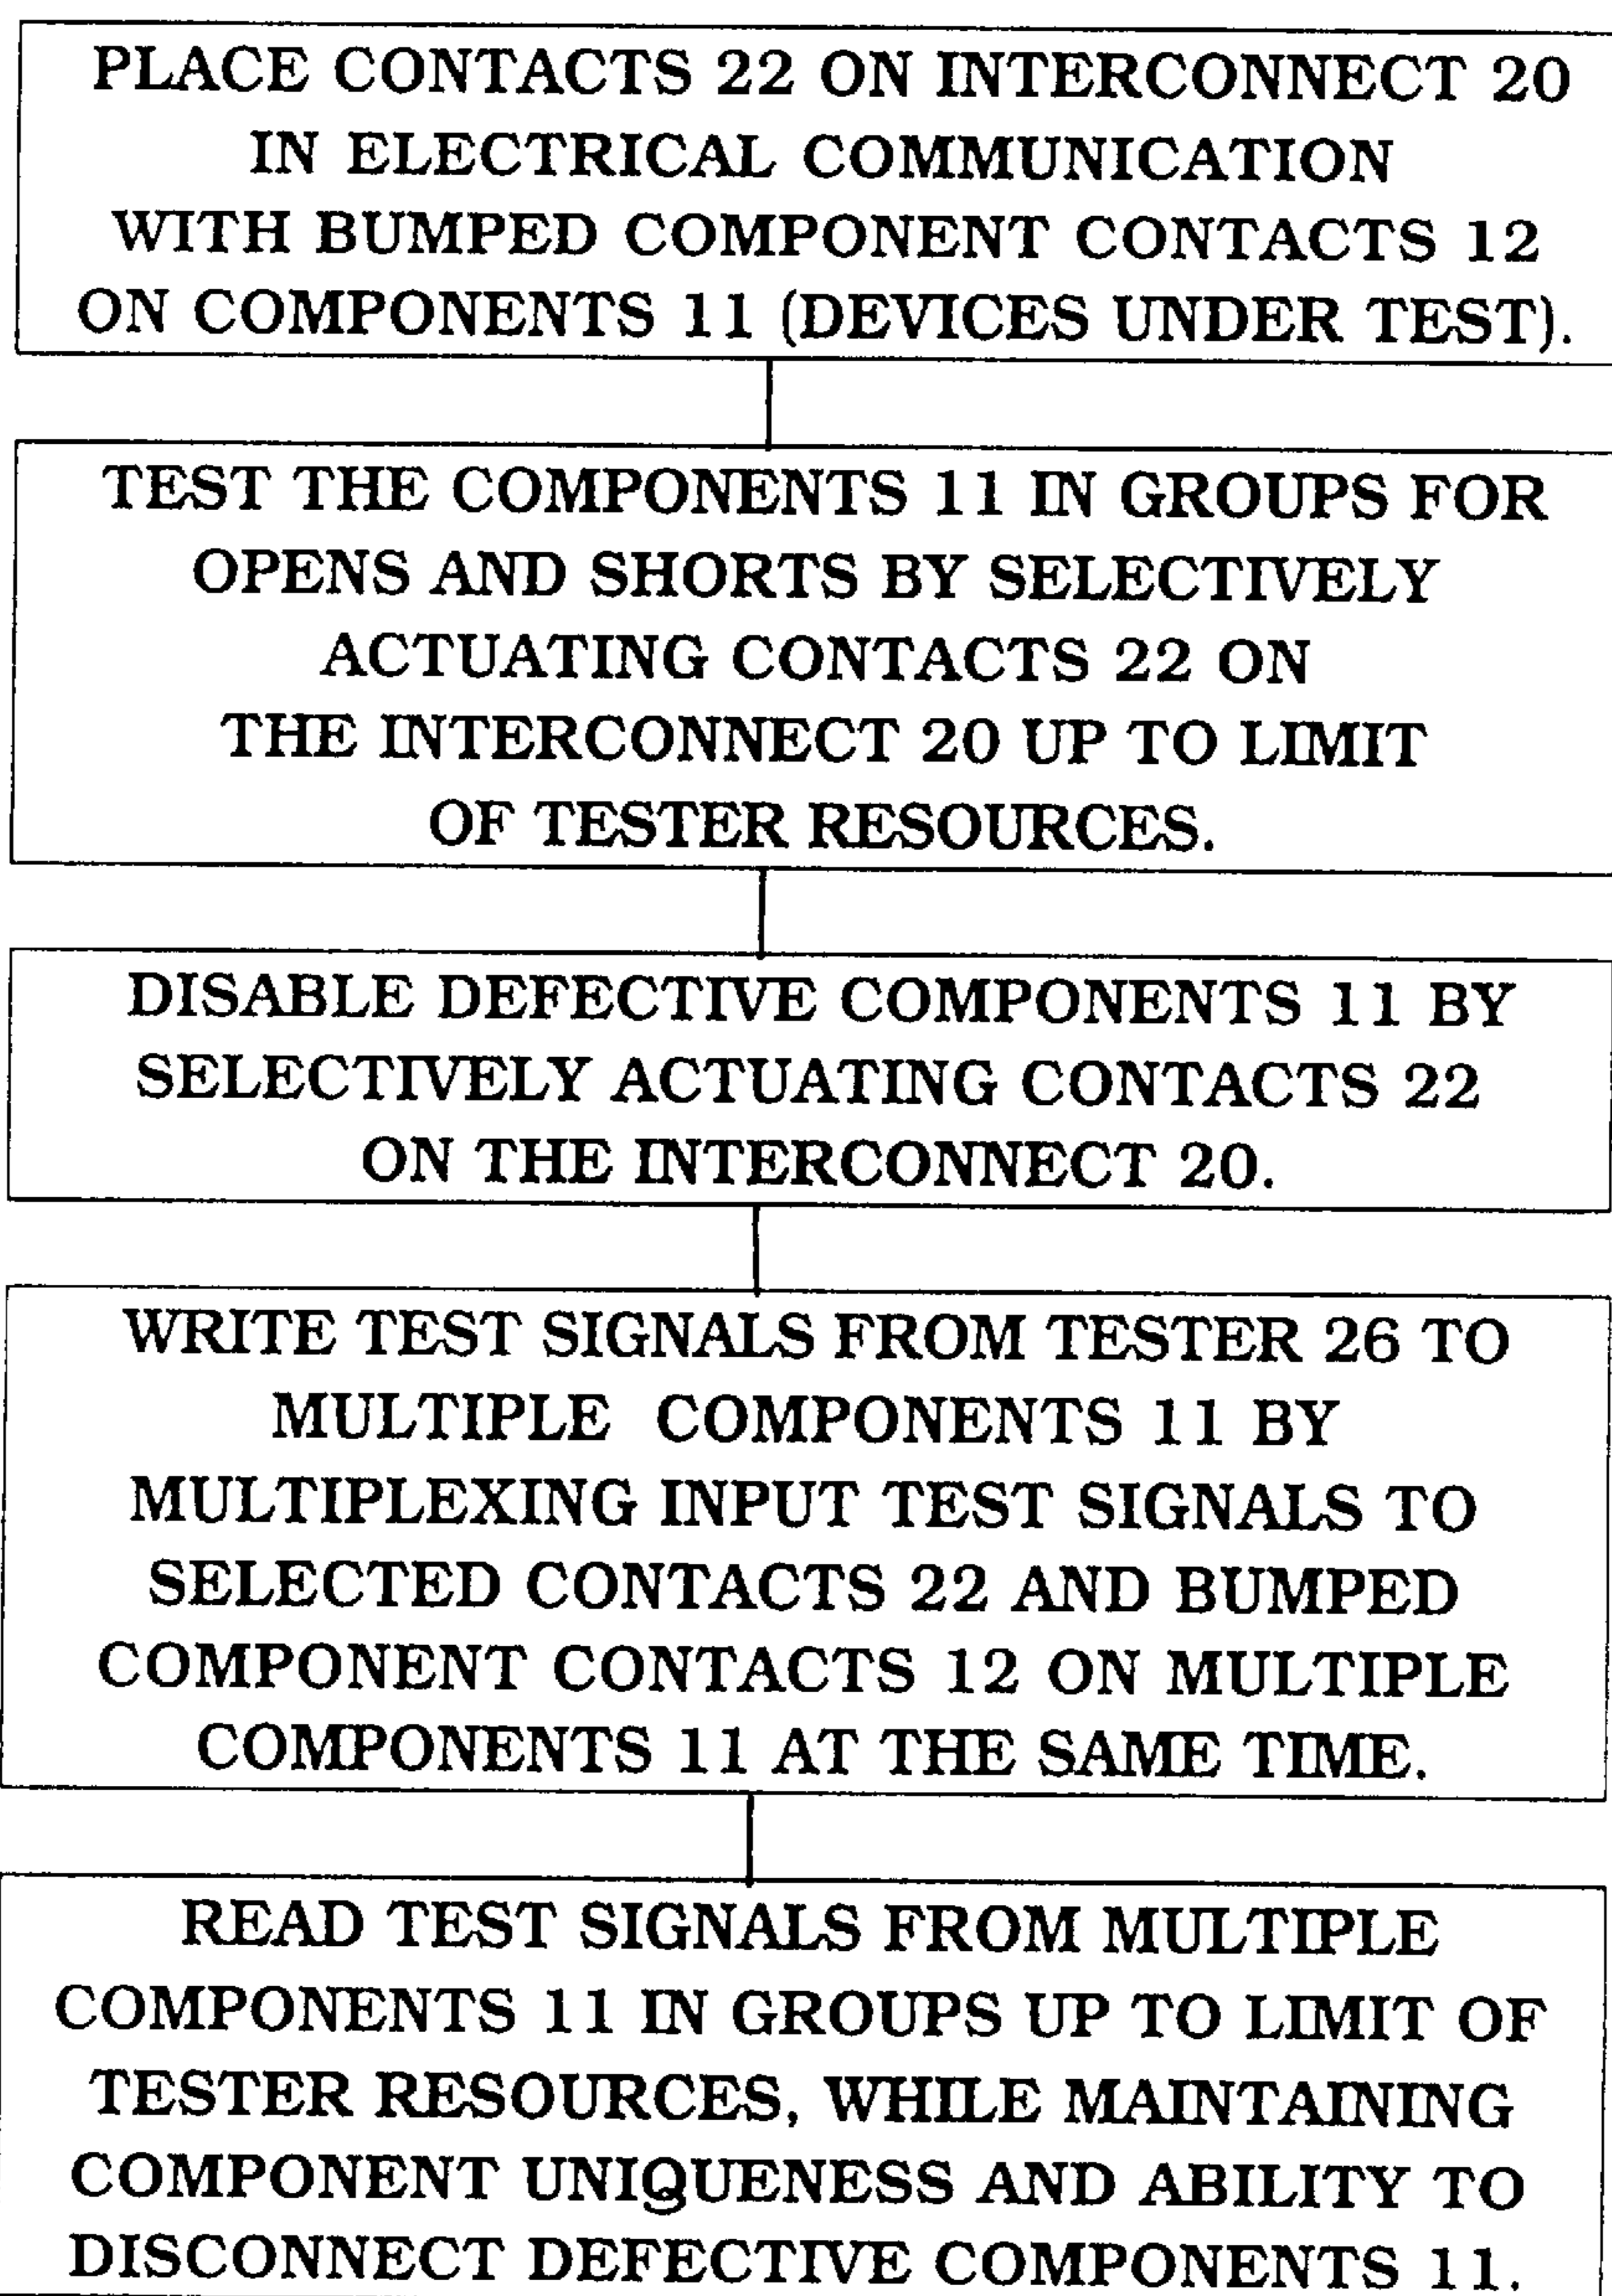 PLACE CONTACTS 22 ON INTERCONNECT 20
IN ELECTRICAL COMMUNICATION
WITH BUMPED COMPONENT CONTACTS 12
ON COMPONENTS 11 (DEVICES UNDER TEST).
TEST THE COMPONENTS 11 IN GROUPS FOR
OPENS AND SHORTS BY SELECTIVELY
ACTUATING CONTACTS 22 ON
THE INTERCONNECT 20 UP TO LIMIT
OF TESTER RESOURCES.
DISABLE DEFECTIVE COMPONENTS 11 BY
SELECTIVELY ACTUATING CONTACTS 22
ON THE INTERCONNECT 20.
WRITE TEST SIGNALS FROM TESTER 26 TO
MULTIPLE COMPONENTS 11 BY
MULTIPLEXING INPUT TEST SIGNALS TO
SELECTED CONTACTS 22 AND BUMPED
COMPONENT CONTACTS 12 ON MULTIPLE
COMPONENTS 11 AT THE SAME TIME.
READ TEST SIGNALS FROM MULTIPLE
COMPONENTS 11 IN GROUPS UP TO LIMIT OF
TESTER RESOURCES, WHILE MAINTAINING
COMPONENT UNIQUENESS AND ABILITY TO
DISCONNECT DEFECTIVE COMPONENTS 11.